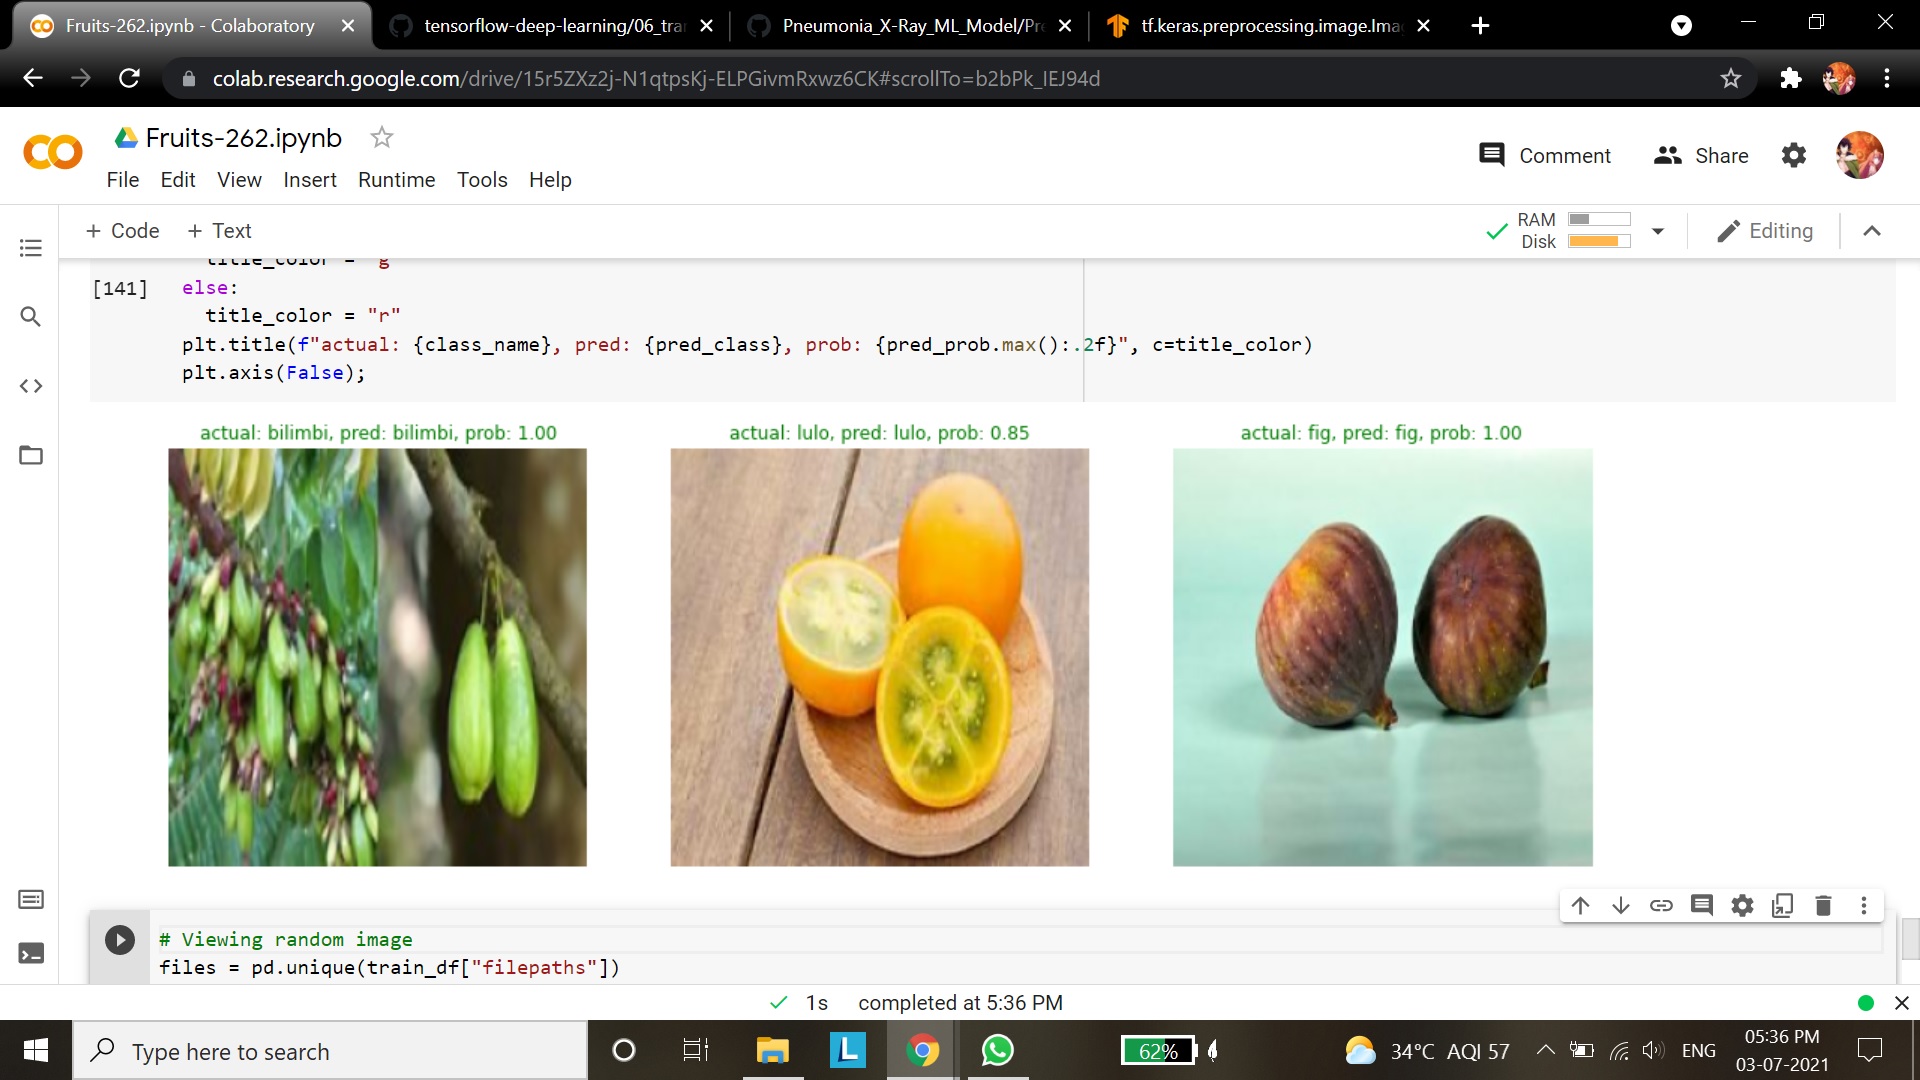 Fruits-262.ipynb - Colaboratory
tensorflow-deep-learning/06_tra
Pneumonia_X-Ray_ML_Model/Pre
tf.keras.preprocessing.image.Ima
colab.research.google.com/drive/15r5ZXz2j-N1qtpsKj-ELPGivmRxwz6CK#scrollTo=b2bPk_IEJ94d
Fruits-262.ipynb
Comment
Share
File Edit View Insert Runtime Tools Help
+ Code + Text
RAM
Disk
Editing
title_color = "g"
[141] else:
title_color = "r"
plt.title(f"actual: {class_name}, pred: {pred_class}, prob: {pred_prob.max():.2f}", c=title_color)
plt.axis(False);
actual: bilimbi, pred: bilimbi, prob: 1.00
actual: lulo, pred: lulo, prob: 0.85
actual: fig, pred: fig, prob: 1.00
# Viewing random image
files = pd.unique(train_df["filepaths"])
1s completed at 5:36 PM
Type here to search
L
62%
34°C AQI 57
ENG
05:36 PM
03-07-2021